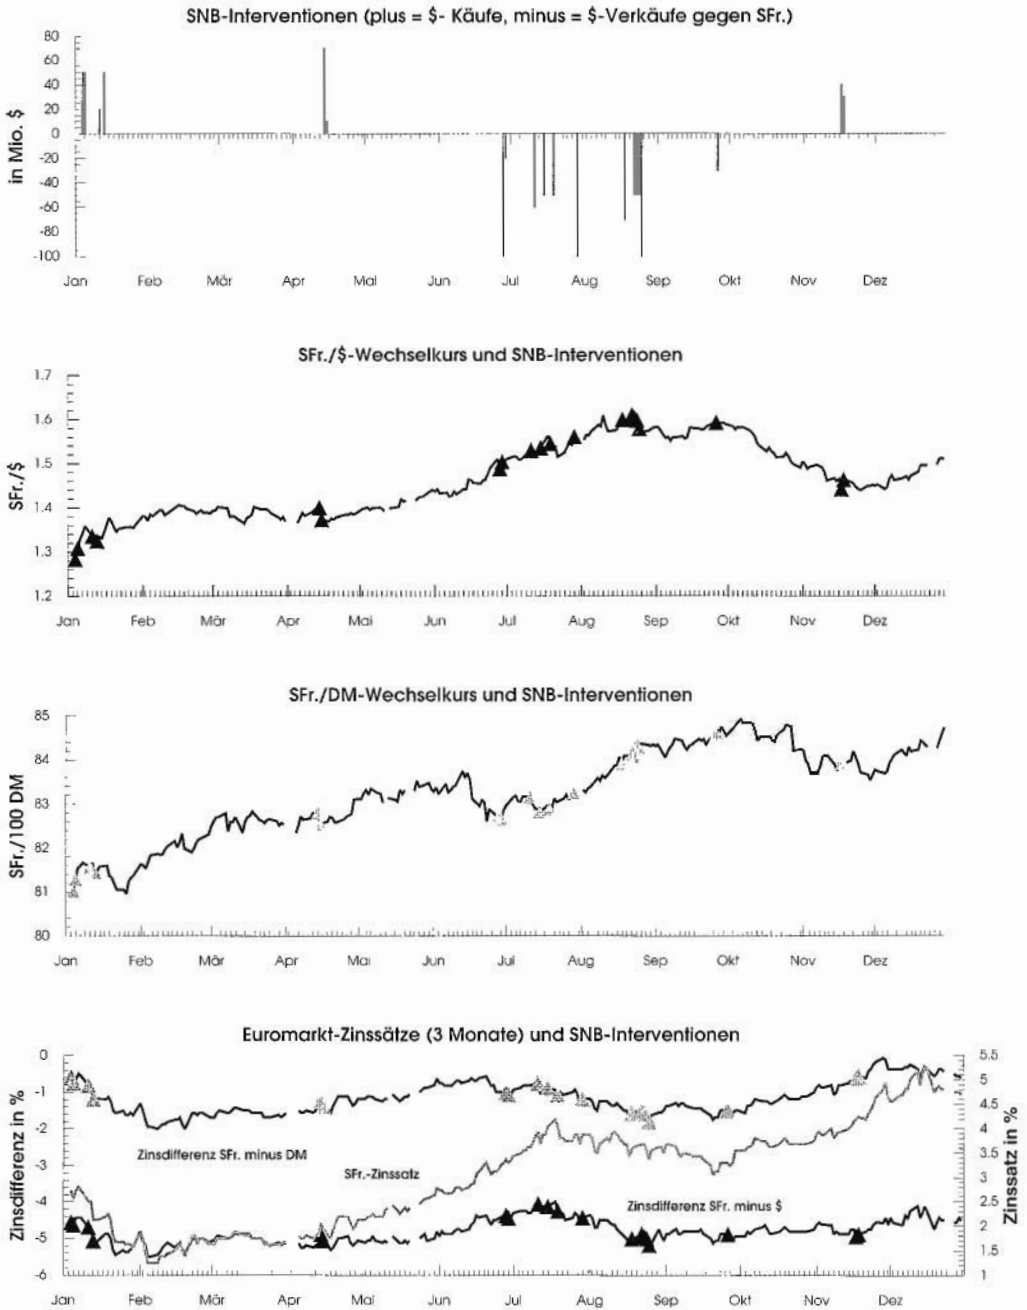 SNB-Interventionen (plus = $- Käufe, minus = $-Verkäufe gegen SFr.)
80
60
40
20
0
-20
-40
-60
-80
-100
in Mio. $
Jan Feb Mär Apr Mai Jun Jul Aug Sep Okt Nov Dez
SFr./$-Wechselkurs und SNB-Interventionen
1.7
1.6
1.5
1.4
1.3
1.2
SFr./$
Jan Feb Mär Apr Mai Jun Jul Aug Sep Okt Nov Dez
SFr./DM-Wechselkurs und SNB-Interventionen
85
84
83
82
81
80
SFr./100 DM
Jan Feb Mär Apr Mai Jun Jul Aug Sep Okt Nov Dez
Euromarkt-Zinssätze (3 Monate) und SNB-Interventionen
0
-1
-2
-3
-4
-5
-6
Zinsdifferenz in %
5.5
5
4.5
4
3.5
3
2.5
2
1.5
1
Zinssatz in %
Zinsdifferenz SFr. minus DM
SFr.-Zinssatz
Zinsdifferenz SFr. minus $
Jan Feb Mär Apr Mai Jun Jul Aug Sep Okt Nov Dez